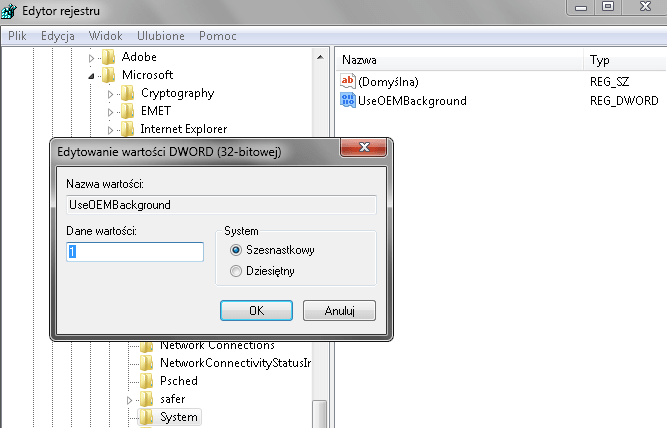 Edytor rejestru
Plik Edycja Widok Ulubione Pomoc
Adobe
Microsoft
Cryptography
EMET
Internet Explorer
Nazwa Typ
(Domyślna) REG_SZ
UseOEMBackground REG_DWORD
Edytowanie wartości DWORD (32-bitowej)
Nazwa wartości:
UseOEMBackground
Dane wartości:
1
System
Szesnastkowy
Dziesiętny
OK Anuluj
Network Connections
NetworkConnectivityStatusIn
Psched
safer
System